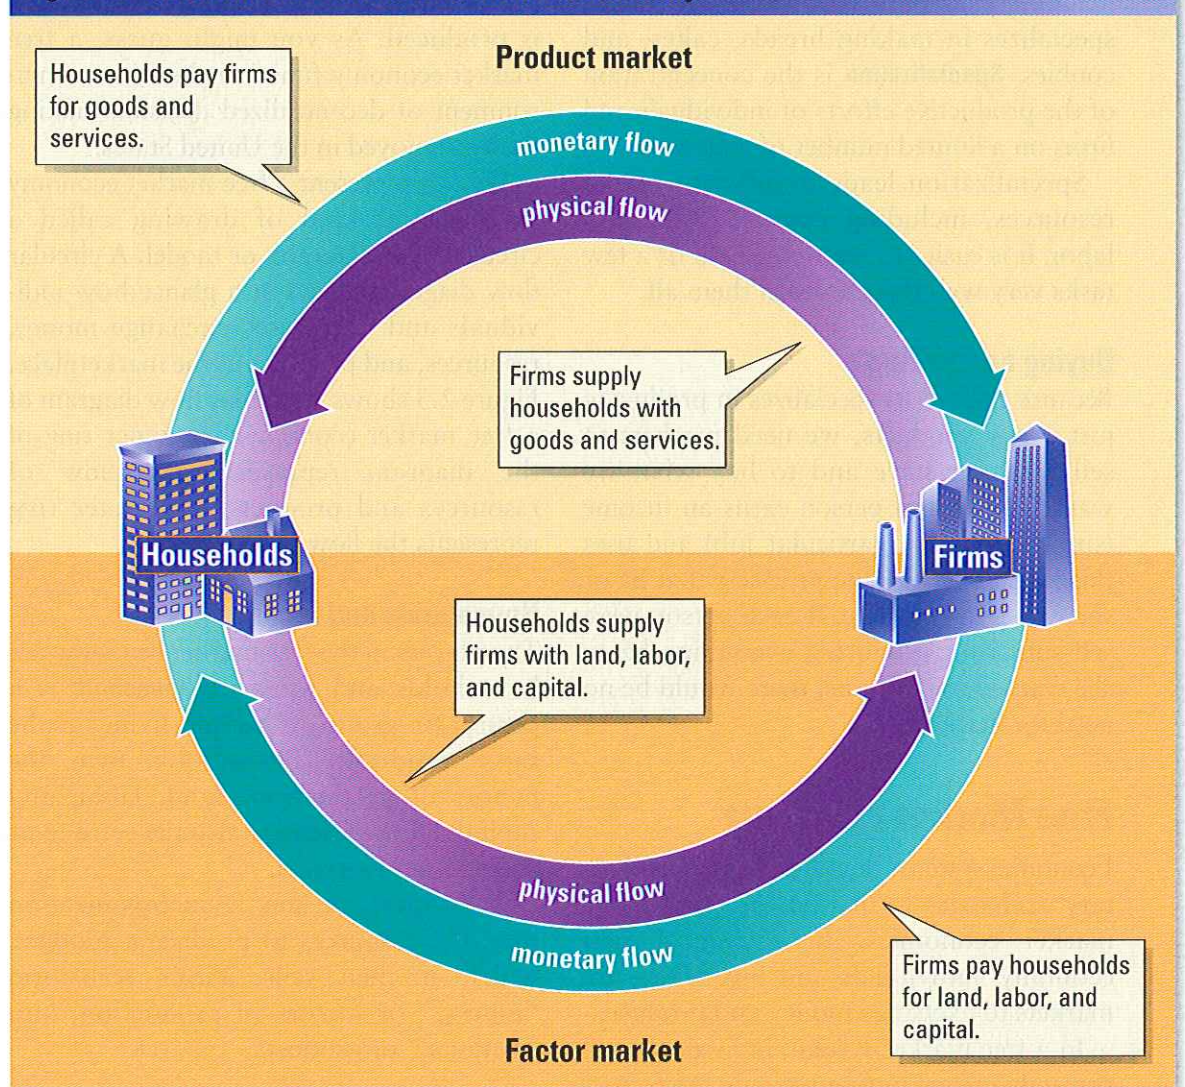 Product market
Households pay firms
for goods and
services.
monetary flow
physical flow
Firms supply
households with
goods and services.
Households
Firms
Households supply
firms with land, labor,
and capital.
physical flow
monetary flow
Firms pay households
for land, labor, and
capital.
Factor market